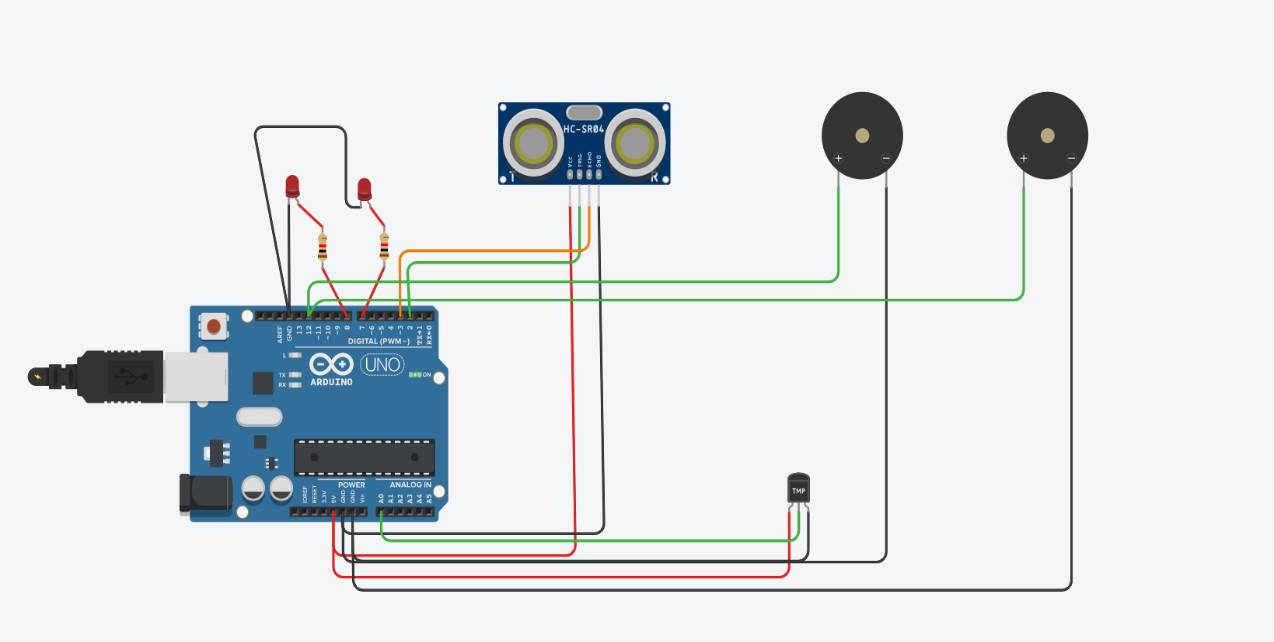 HC-SR04
Vcc
TRIG
ECHO
GND
T
R
+
−
+
−
AREF
GND
13
12
~11
~10
~9
8
7
~6
~5
4
~3
2
TX→1
RX←0
DIGITAL (PWM~)
L
TX
RX
ARDUINO
UNO
ON
POWER
ANALOG IN
IOREF
RESET
3.3V
5V
GND
GND
Vin
A0
A1
A2
A3
A4
A5
TMP